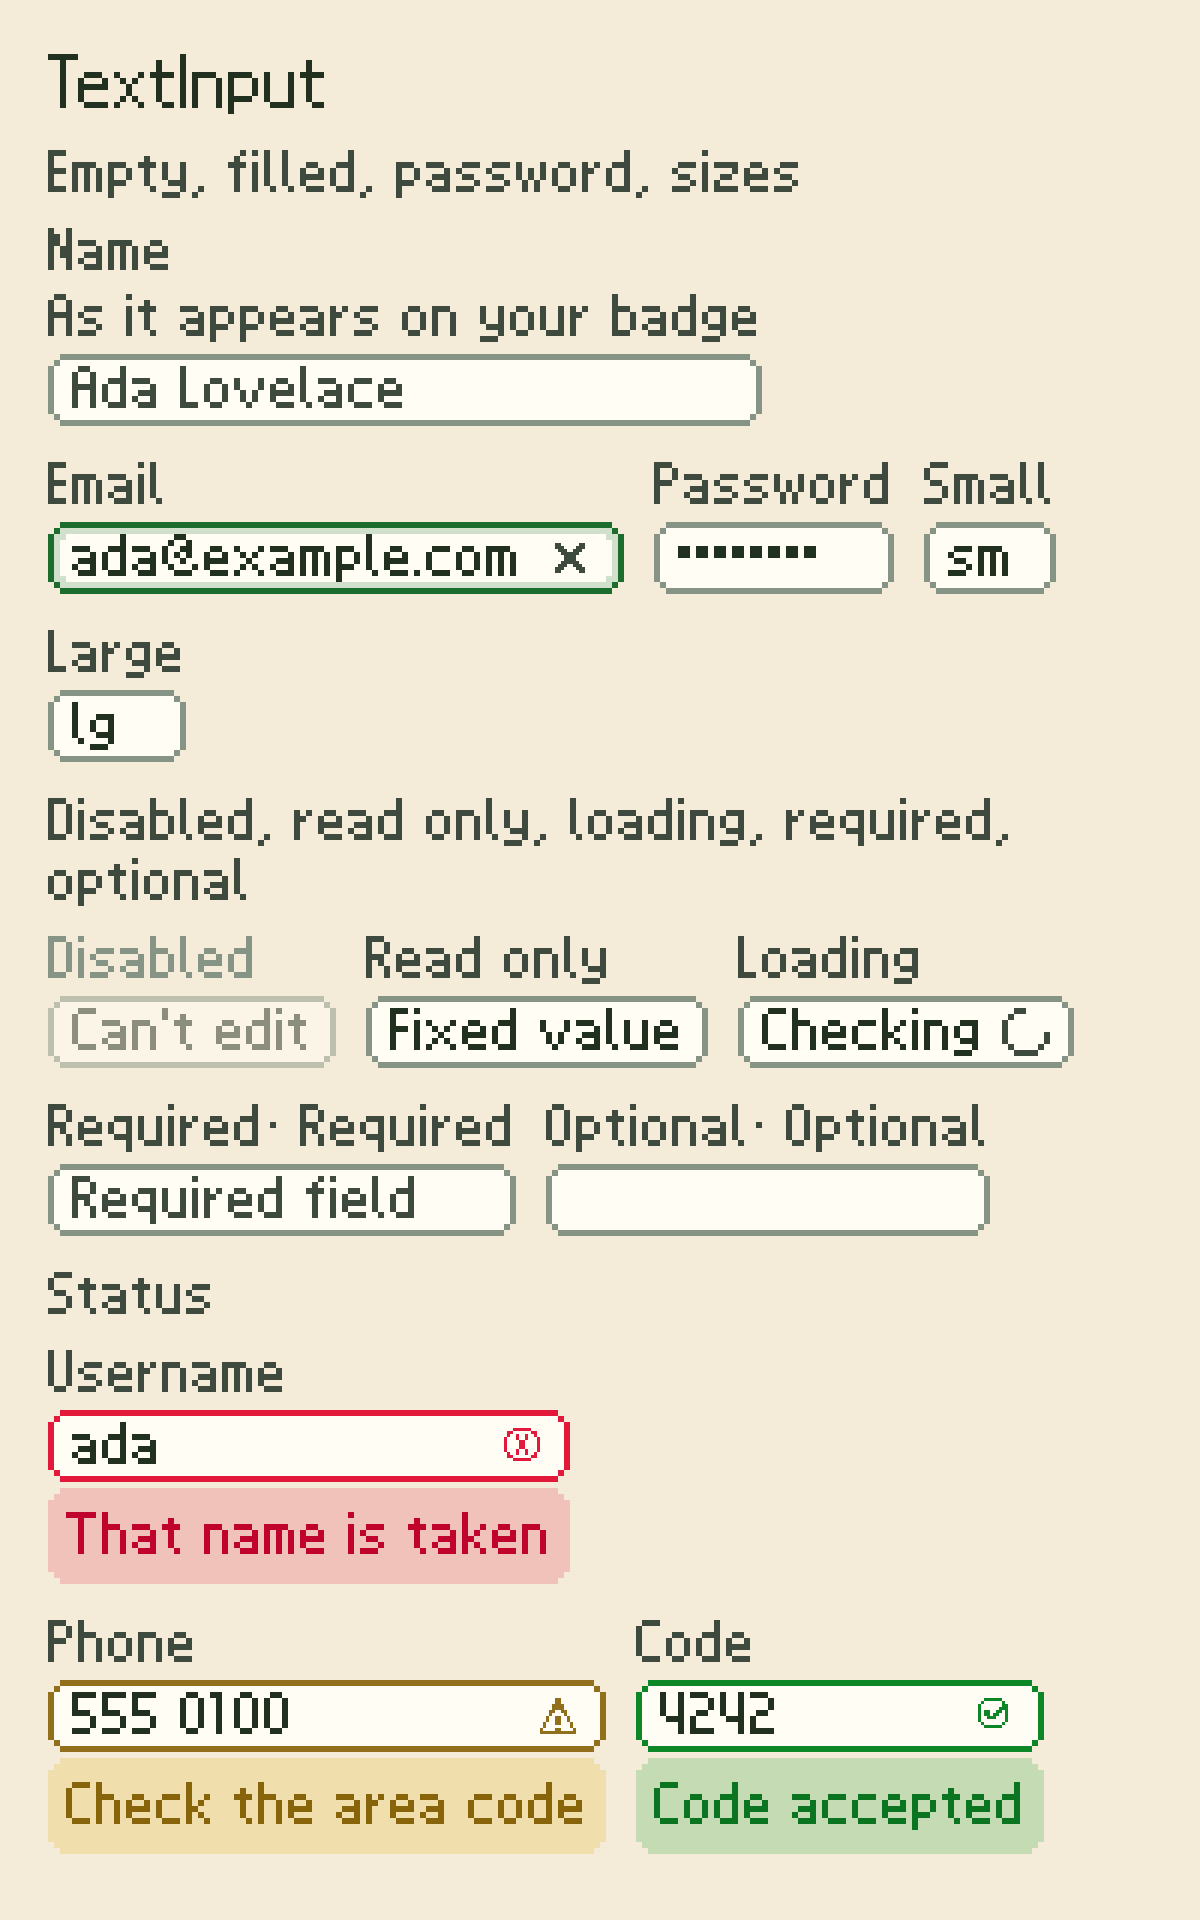 TextInput
Empty, filled, password, sizes
Name
As it appears on your badge
Ada Lovelace
Email
ada@example.com
Password
••••••••
Small
sm
Large
lg
Disabled, read only, loading, required,
optional
Disabled
Can't edit
Read only
Fixed value
Loading
Checking
Required· Required
Required field
Optional· Optional
Status
Username
ada
That name is taken
Phone
555 0100
Check the area code
Code
4242
Code accepted